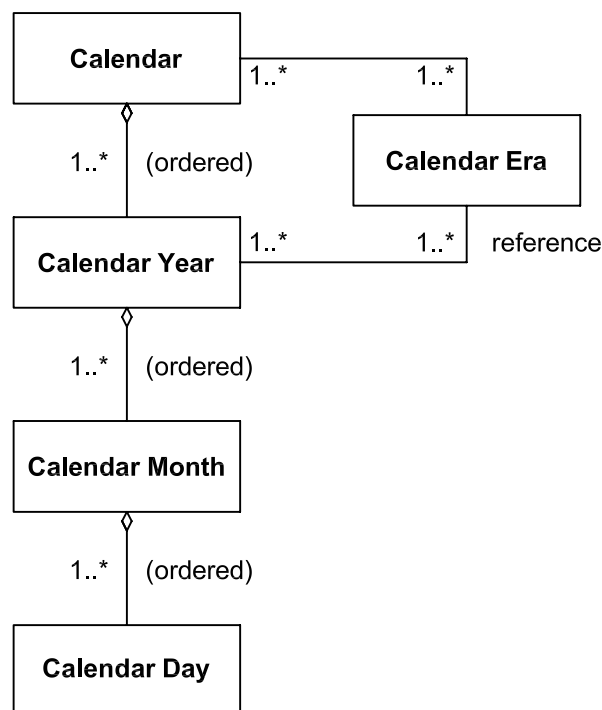 Calendar
1..*
1..*
Calendar Era
1..*
(ordered)
Calendar Year
1..*
1..*
reference
1..*
(ordered)
Calendar Month
1..*
(ordered)
Calendar Day